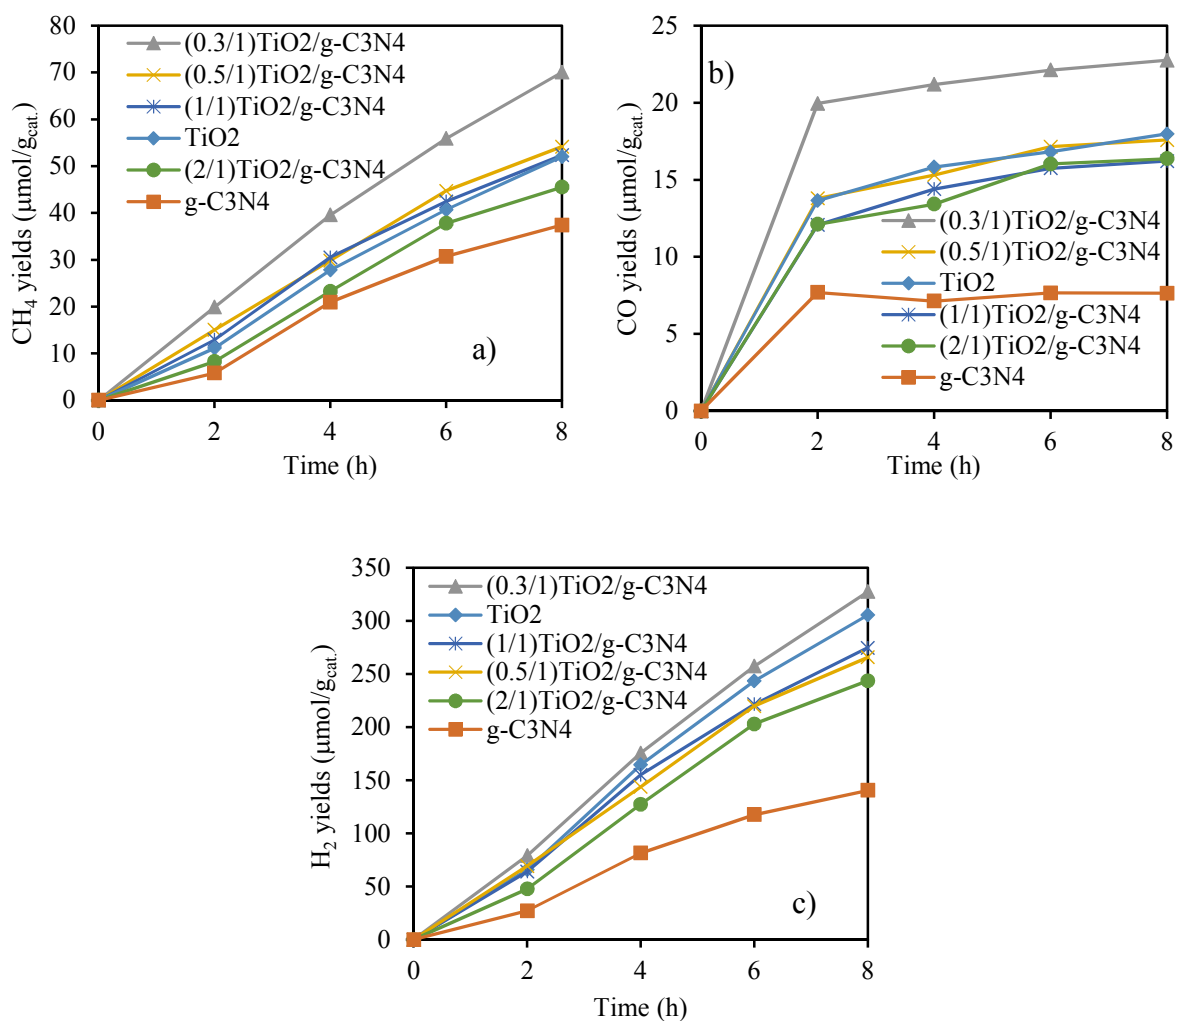 CH4 yields (μmol/gcat.)
80
70
60
50
40
30
20
10
0
(0.3/1)TiO2/g-C3N4
(0.5/1)TiO2/g-C3N4
(1/1)TiO2/g-C3N4
TiO2
(2/1)TiO2/g-C3N4
g-C3N4
a)
0 2 4 6 8
Time (h)
CO yields (μmol/gcat.)
25
20
15
10
5
0
b)
(0.3/1)TiO2/g-C3N4
(0.5/1)TiO2/g-C3N4
TiO2
(1/1)TiO2/g-C3N4
(2/1)TiO2/g-C3N4
g-C3N4
0 2 4 6 8
Time (h)
H2 yields (μmol/gcat.)
350
300
250
200
150
100
50
0
(0.3/1)TiO2/g-C3N4
TiO2
(1/1)TiO2/g-C3N4
(0.5/1)TiO2/g-C3N4
(2/1)TiO2/g-C3N4
g-C3N4
c)
0 2 4 6 8
Time (h)